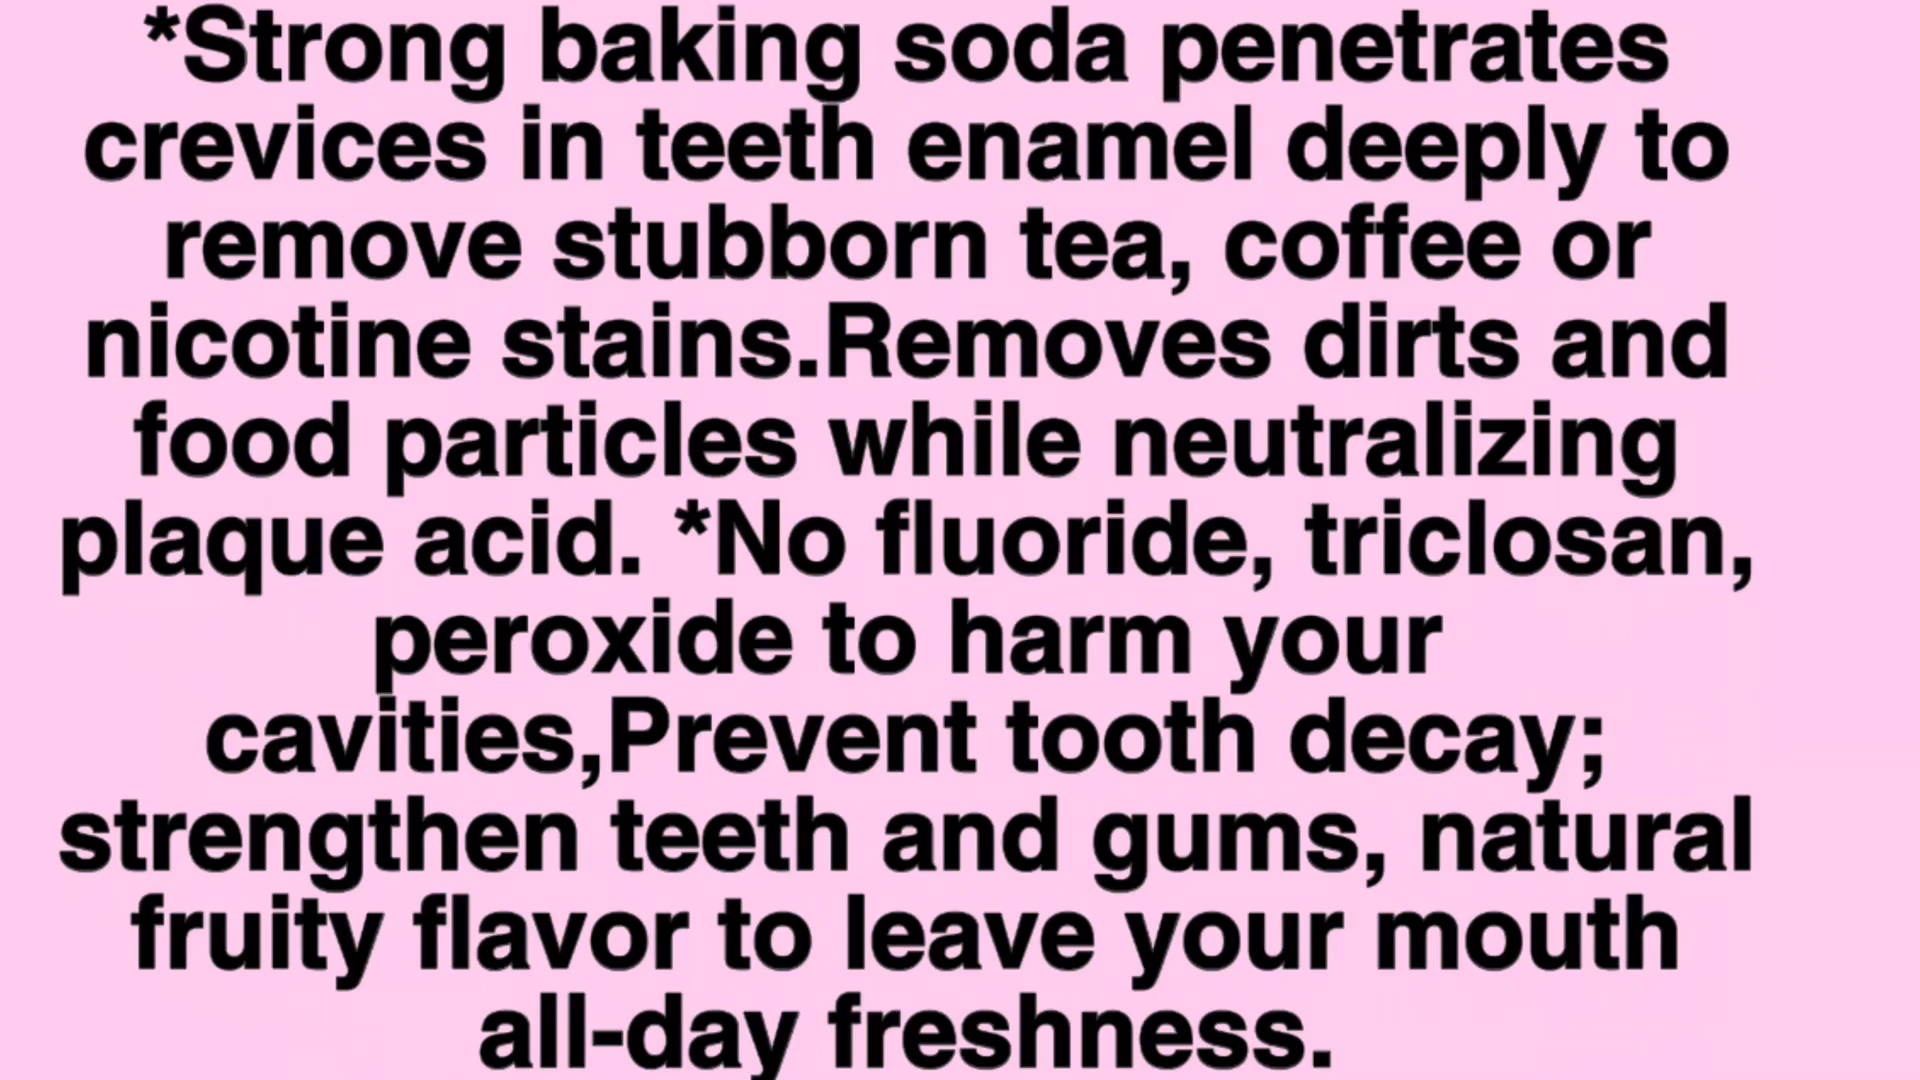 *Strong baking soda penetrates
crevices in teeth enamel deeply to
remove stubborn tea, coffee or
nicotine stains.Removes dirts and
food particles while neutralizing
plaque acid. *No fluoride, triclosan,
peroxide to harm your
cavities,Prevent tooth decay;
strengthen teeth and gums, natural
fruity flavor to leave your mouth
all-day freshness.